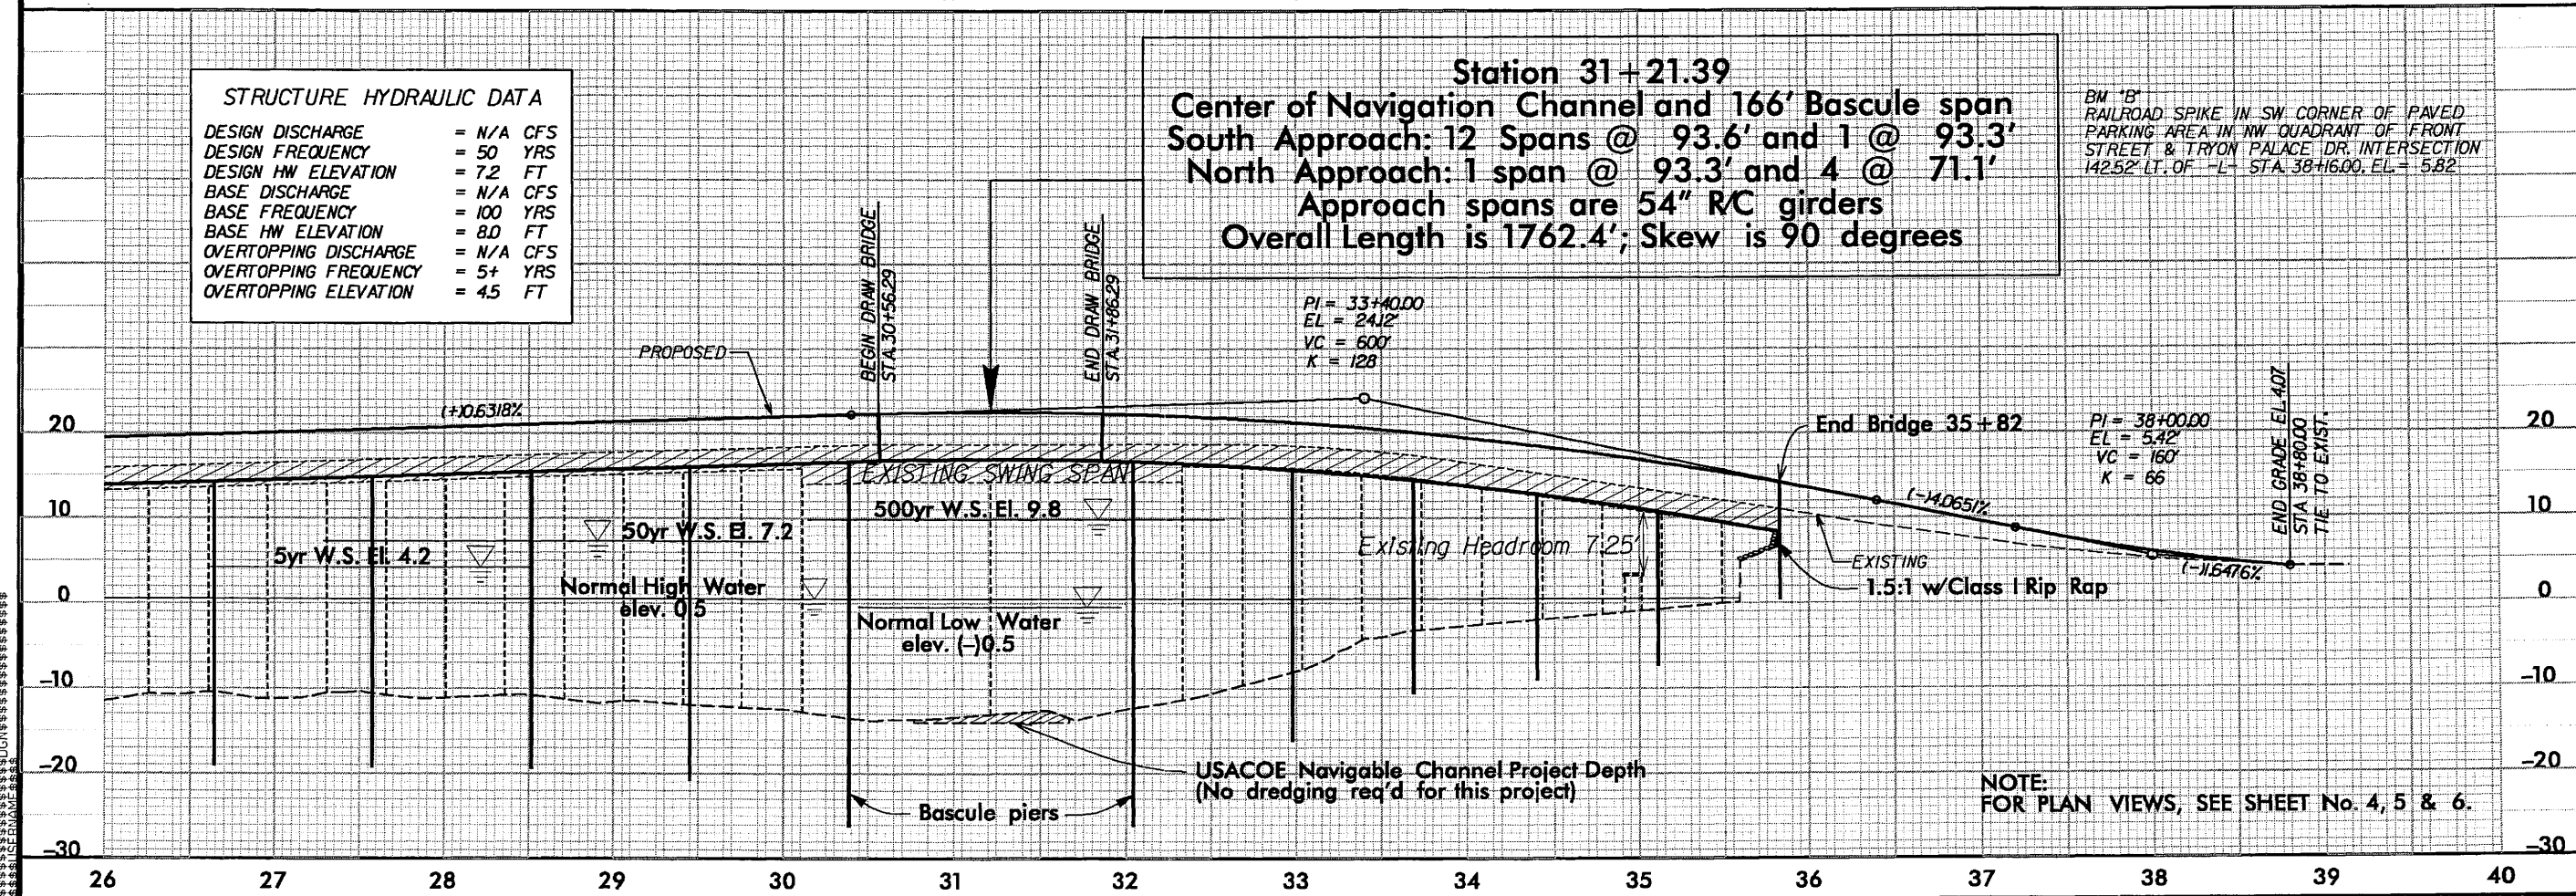 STRUCTURE HYDRAULIC DATA
DESIGN DISCHARGE = N/A CFS
DESIGN FREQUENCY = 50 YRS
DESIGN HW ELEVATION = 7.2 FT
BASE DISCHARGE = N/A CFS
BASE FREQUENCY = 100 YRS
BASE HW ELEVATION = 8.0 FT
OVERTOPPING DISCHARGE = N/A CFS
OVERTOPPING FREQUENCY = 5+ YRS
OVERTOPPING ELEVATION = 4.5 FT
Station 31+21.39
Center of Navigation Channel and 166' Bascule span
South Approach: 12 Spans @ 93.6' and 1 @ 93.3'
North Approach: 1 span @ 93.3' and 4 @ 71.1'
Approach spans are 54" R/C girders
Overall Length is 1762.4'; Skew is 90 degrees
BM "B"
RAILROAD SPIKE IN SW CORNER OF PAVED
PARKING AREA IN NW QUADRANT OF FRONT
STREET & TRYON PALACE DR. INTERSECTION
142.52' LT. OF -L- STA. 38+16.00, EL. = 5.82
BEGIN DRAW BRIDGE
STA. 30+56.29
END DRAW BRIDGE
STA. 31+86.29
PI = 33+40.00
EL = 24.12'
VC = 600'
K = 128
PROPOSED
(+)0.6318%
End Bridge 35+82
PI = 38+00.00
EL = 5.42'
VC = 160'
K = 66
END GRADE EL. 4.07
STA 38+80.00
TIE TO EXIST.
(-)4.0651%
(-)1.6476%
EXISTING
1.5:1 w/Class I Rip Rap
EXISTING SWING SPAN
500yr W.S. El. 9.8
50yr W.S. El. 7.2
5yr W.S. El. 4.2
Existing Headroom 7.25'
Normal High Water
elev. 0.5
Normal Low Water
elev. (-)0.5
USACOE Navigable Channel Project Depth
(No dredging req'd for this project)
Bascule piers
NOTE:
FOR PLAN VIEWS, SEE SHEET No. 4, 5 & 6.
20
10
0
-10
-20
-30
20
10
0
-10
-20
-30
26 27 28 29 30 31 32 33 34 35 36 37 38 39 40